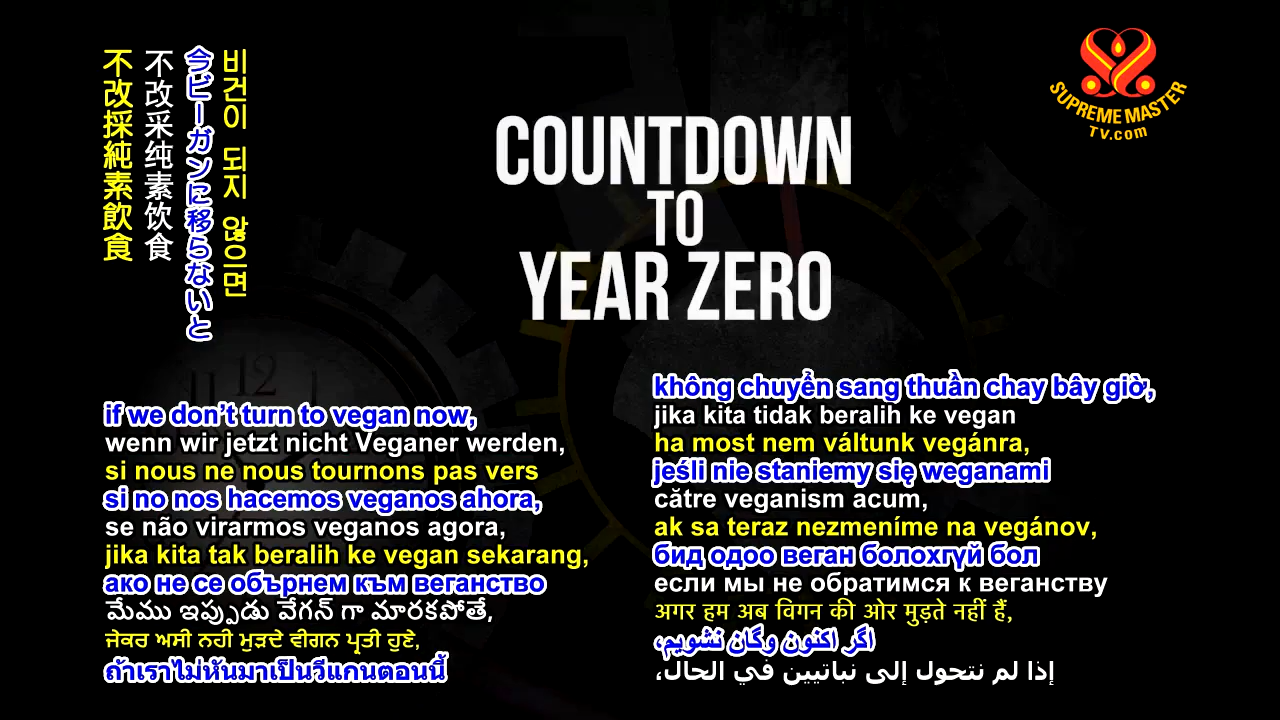 COUNTDOWN
TO
YEAR ZERO
SUPREME MASTER
TV.com
비건이 되지 않으면
今ビーガンに移らないと
不改采纯素饮食
不改採純素飲食
12
if we don't turn to vegan now,
wenn wir jetzt nicht Veganer werden,
si nous ne nous tournons pas vers
si no nos hacemos veganos ahora,
se não virarmos veganos agora,
jika kita tak beralih ke vegan sekarang,
ако не се обърнем към веганство
మేము ఇప్పుడు వేగన్ గా మారకపోతే,
ਜੇਕਰ ਅਸੀ ਨਹੀ ਮੁੜਦੇ ਵੀਗਨ ਪ੍ਰਤੀ ਹੁਣੇ,
ถ้าเราไม่หันมาเป็นวีแกนตอนนี้
không chuyển sang thuần chay bây giờ,
jika kita tidak beralih ke vegan
ha most nem váltunk vegánra,
jeśli nie staniemy się weganami
către veganism acum,
ak sa teraz nezmeníme na vegánov,
бид одоо веган болохгүй бол
если мы не обратимся к веганству
अगर हम अब विगन की ओर मुड़ते नहीं हैं,
اگر اکنون وگان نشویم،
إذا لم نتحول إلى نباتيين في الحال،